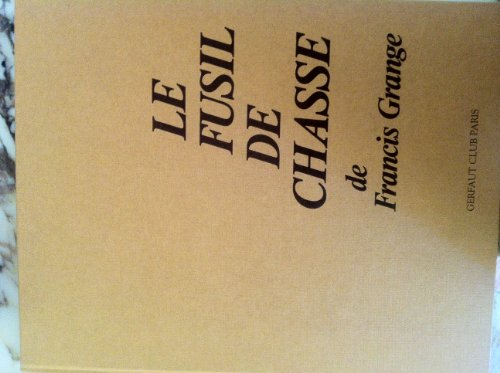 LE
FUSIL
DE
CHASSE
de
Francis Grange
GERFAUT CLUB PARIS